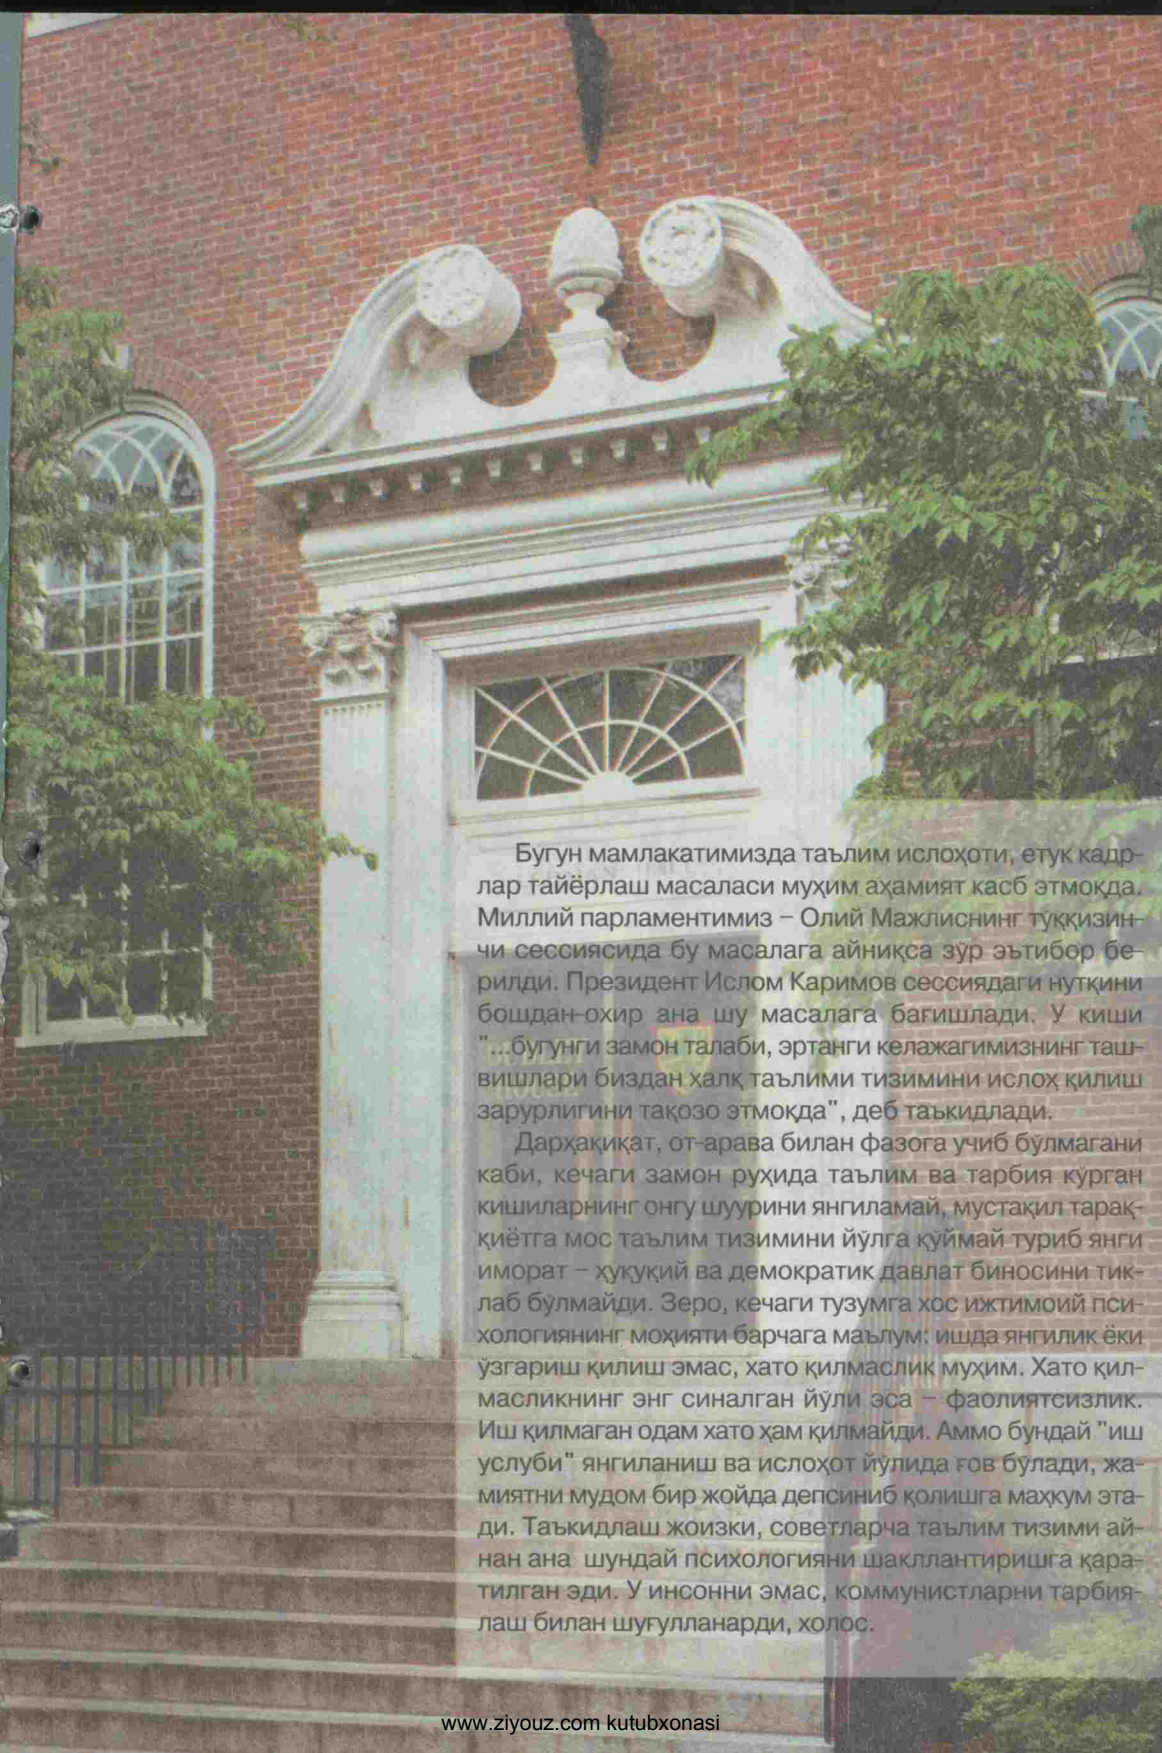 Бугун мамлакатимизда таълим ислоҳоти, етук кадр-
лар тайёрлаш масаласи муҳим аҳамият касб этмоқда.
Миллий парламентимиз – Олий Мажлиснинг тўққизин-
чи сессиясида бу масалага айниқса зўр эътибор бе-
рилди. Президент Ислом Каримов сессиядаги нутқини
бошдан-охир ана шу масалага бағишлади. У киши
"...бугунги замон талаби, эртанги келажагимизнинг таш-
вишлари биздан халқ таълими тизимини ислоҳ қилиш
зарурлигини тақозо этмоқда", деб таъкидлади.
Дарҳақиқат, от-арава билан фазога учиб бўлмагани
каби, кечаги замон руҳида таълим ва тарбия кўрган
кишиларнинг онгу шуурини янгиламай, мустақил тарақ-
қиётга мос таълим тизимини йўлга қўймай туриб янги
иморат – ҳуқуқий ва демократик давлат биносини тик-
лаб бўлмайди. Зеро, кечаги тузумга хос ижтимоий пси-
хологиянинг моҳияти барчага маълум: ишда янгилик ёки
ўзгариш қилиш эмас, хато қилмаслик муҳим. Хато қил-
масликнинг энг синалган йўли эса – фаолиятсизлик.
Иш қилмаган одам хато ҳам қилмайди. Аммо бундай "иш
услуби" янгиланиш ва ислоҳот йўлида ғов бўлади, жа-
миятни мудом бир жойда депсиниб қолишга маҳкум эта-
ди. Таъкидлаш жоизки, советларча таълим тизими ай-
нан ана шундай психологияни шакллантиришга қара-
тилган эди. У инсонни эмас, коммунистларни тарбия-
лаш билан шуғулланарди, холос.
www.ziyouz.com kutubxonasi